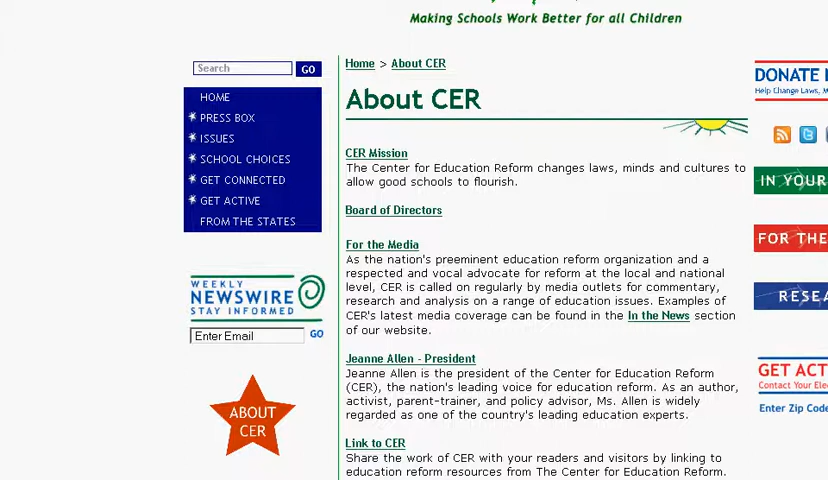 Making Schools Work Better for all Children
Search GO
HOME
PRESS BOX
ISSUES
SCHOOL CHOICES
GET CONNECTED
GET ACTIVE
FROM THE STATES
WEEKLY
NEWSWIRE
STAY INFORMED
Enter Email GO
ABOUT
CER
Home > About CER
About CER
CER Mission
The Center for Education Reform changes laws, minds and cultures to
allow good schools to flourish.
Board of Directors
For the Media
As the nation's preeminent education reform organization and a
respected and vocal advocate for reform at the local and national
level, CER is called on regularly by media outlets for commentary,
research and analysis on a range of education issues. Examples of
CER's latest media coverage can be found in the In the News section
of our website.
Jeanne Allen - President
Jeanne Allen is the president of the Center for Education Reform
(CER), the nation's leading voice for education reform. As an author,
activist, parent-trainer, and policy advisor, Ms. Allen is widely
regarded as one of the country's leading education experts.
Link to CER
Share the work of CER with your readers and visitors by linking to
education reform resources from The Center for Education Reform.
DONATE
Help Change Laws,
IN YOUR
FOR THE
RESEA
GET ACT
Contact Your Ele
Enter Zip Code